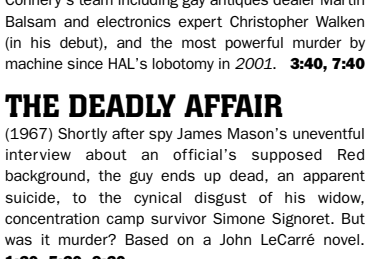 Connery's team including gay antiques dealer Martin
Balsam and electronics expert Christopher Walken
(in his debut), and the most powerful murder by
machine since HAL's lobotomy in 2001. 3:40, 7:40
THE DEADLY AFFAIR
(1967) Shortly after spy James Mason's uneventful
interview about an official's supposed Red
background, the guy ends up dead, an apparent
suicide, to the cynical disgust of his widow,
concentration camp survivor Simone Signoret. But
was it murder? Based on a John LeCarré novel.